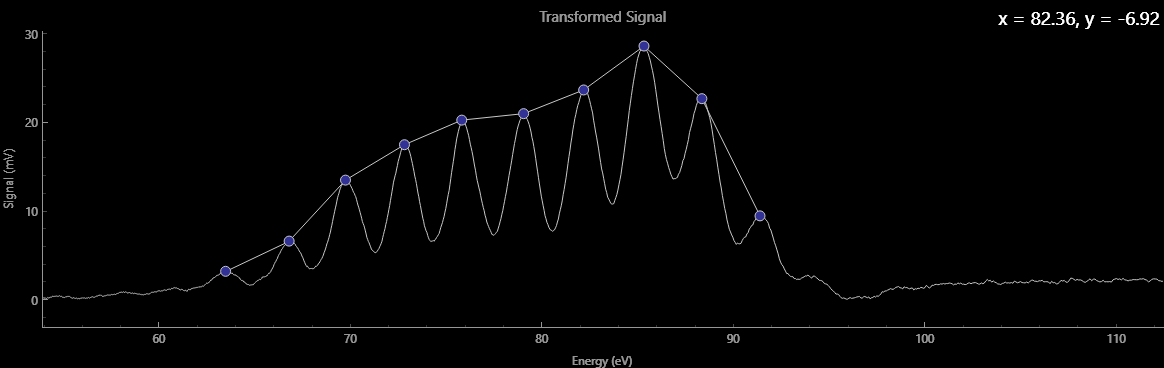 Transformed Signal
x = 82.36, y = -6.92
30
20
10
0
Signal (mV)
60
70
80
90
100
110
Energy (eV)